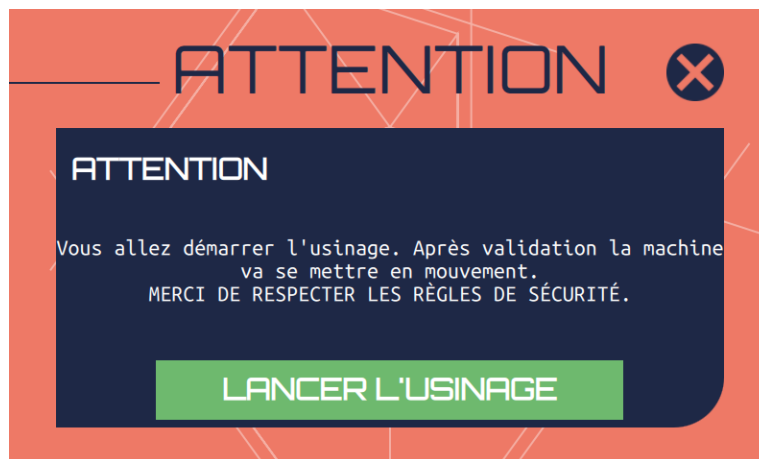 ATTENTION
ATTENTION
Vous allez démarrer l'usinage. Après validation la machine
va se mettre en mouvement.
MERCI DE RESPECTER LES RÈGLES DE SÉCURITÉ.
LANCER L'USINAGE